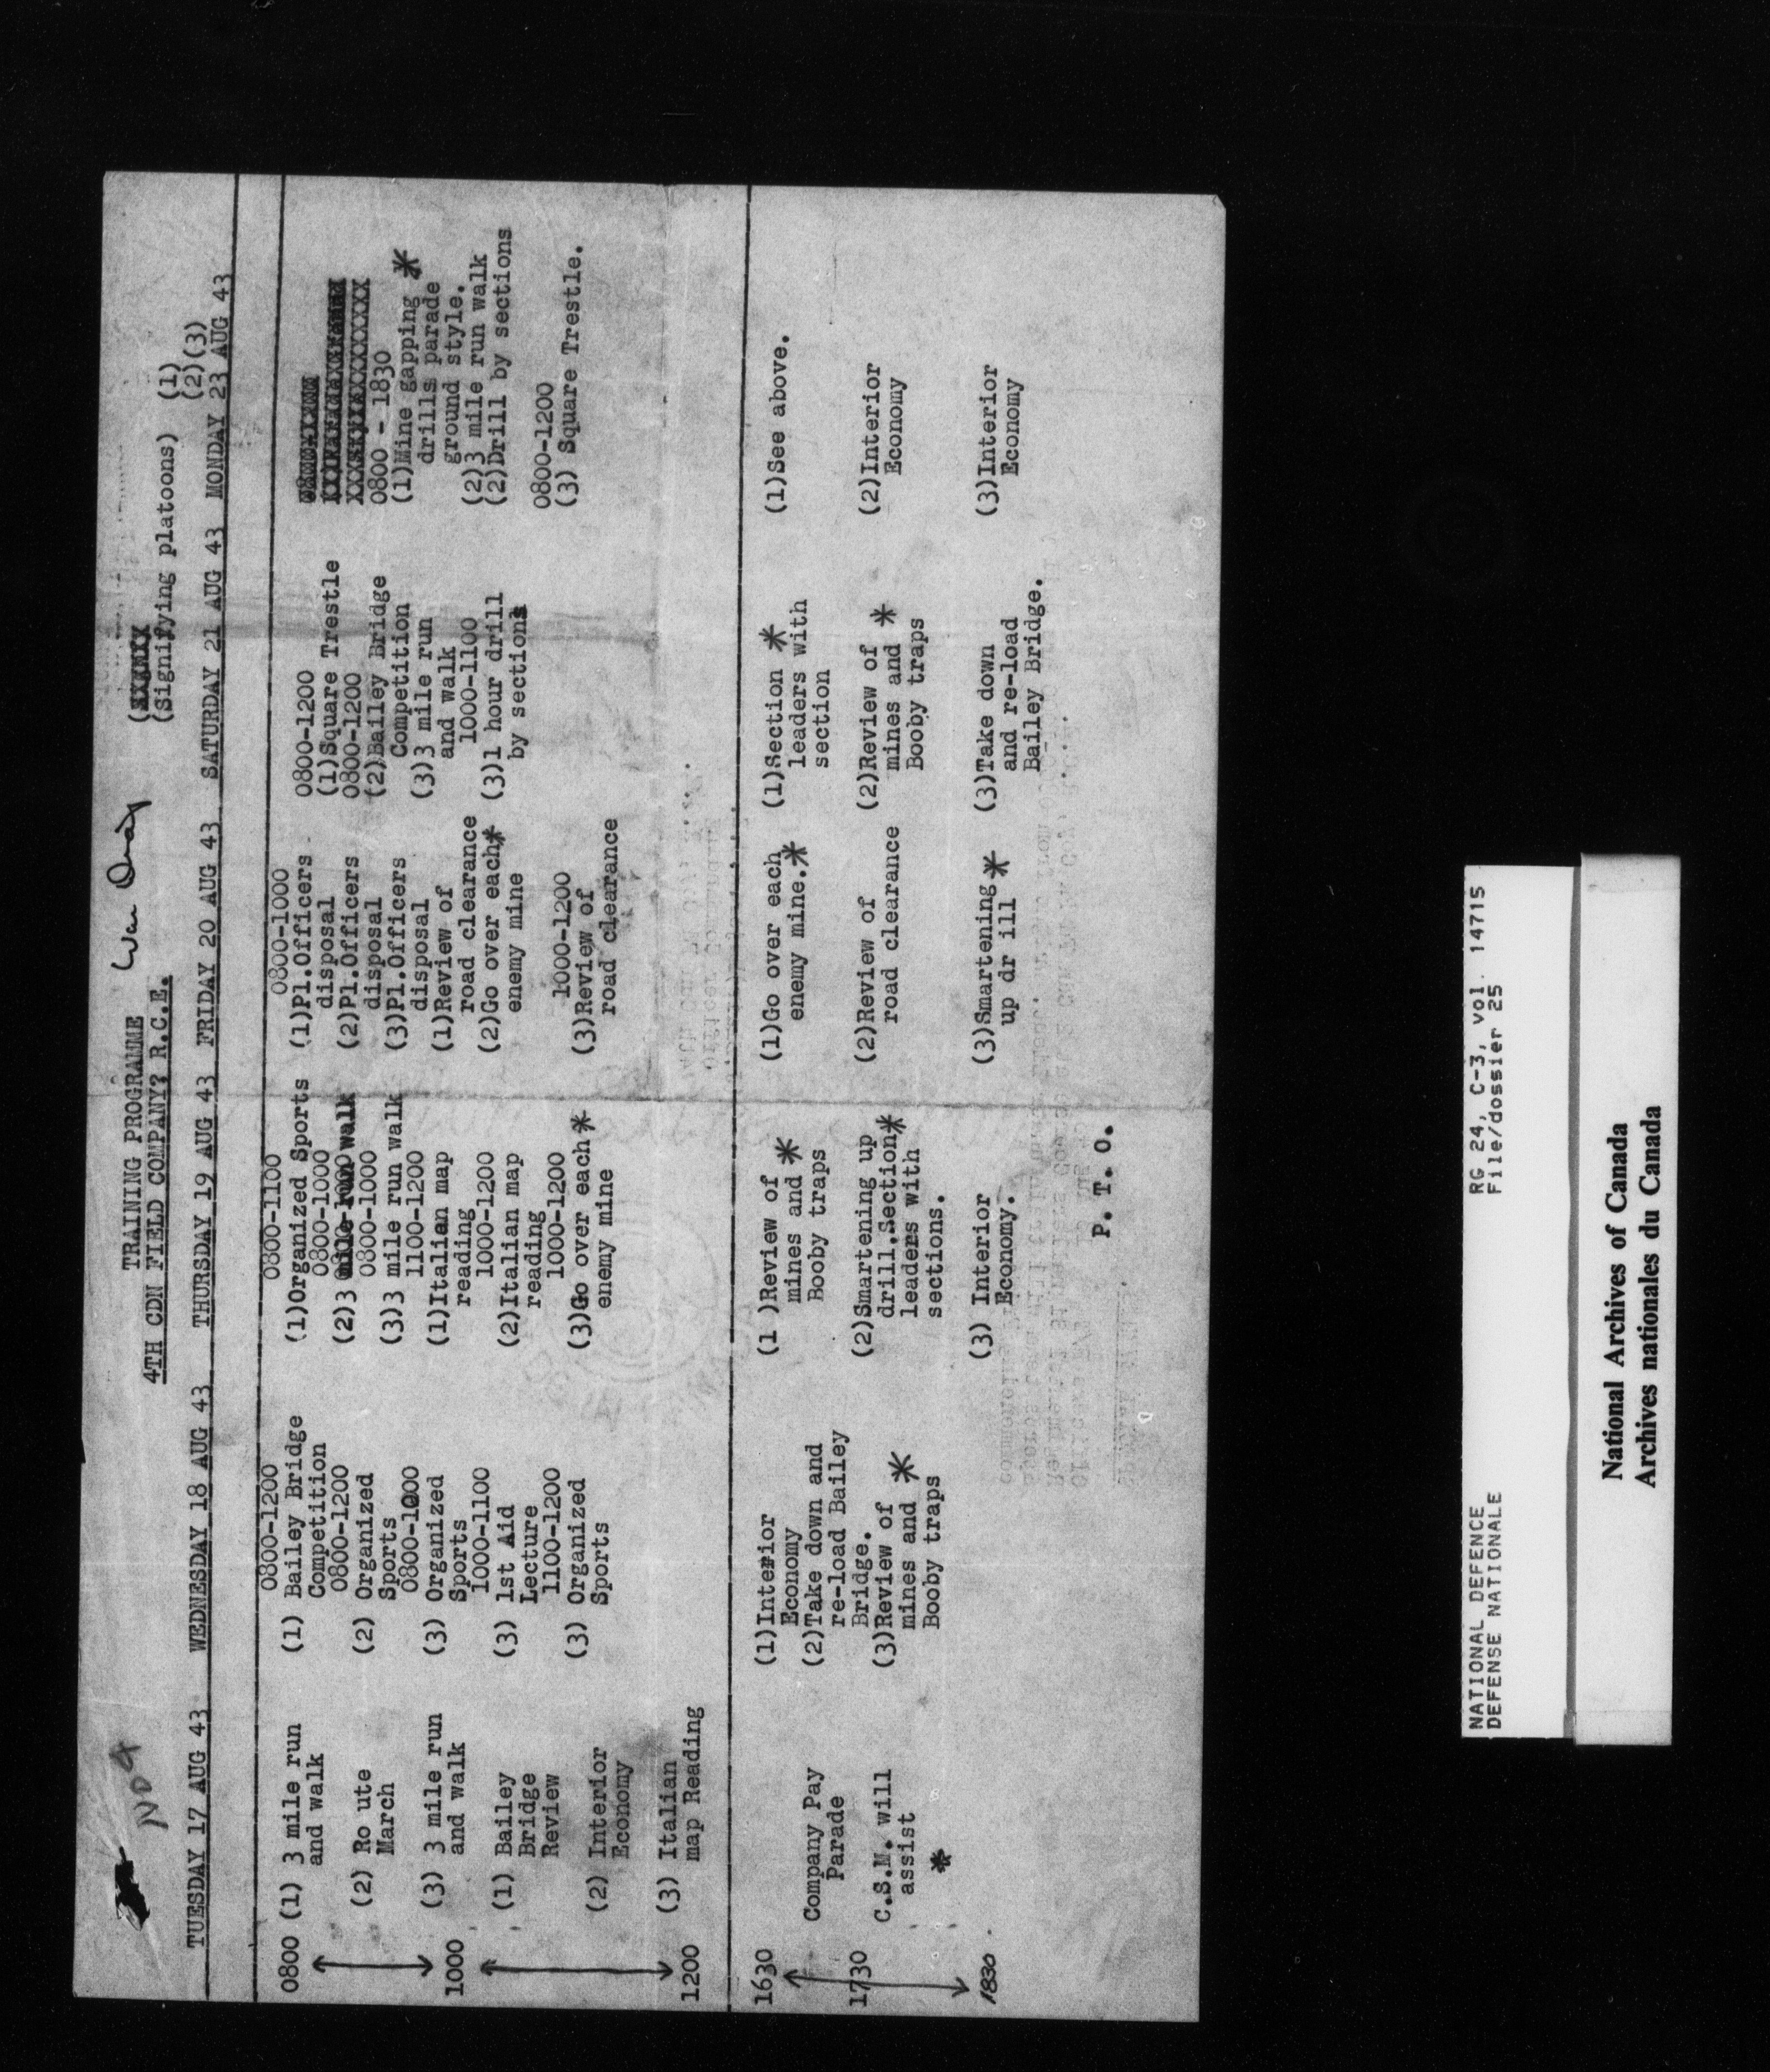 No 4
TRAINING PROGRAMME
4TH CDN FIELD COMPANY? R.C.E.
War Diary
(Signifying platoons) (1)
(2)(3)
TUESDAY 17 AUG 43
WEDNESDAY 18 AUG 43
THURSDAY 19 AUG 43
FRIDAY 20 AUG 43
SATURDAY 21 AUG 43
MONDAY 23 AUG 43
0800
1000
1200
(1) 3 mile run
and walk
(2) Ro ute
March
(3) 3 mile run
and walk
(1) Bailey
Bridge
Review
(2) Interior
Economy
(3) Italian
map Reading
0800-1200
(1) Bailey Bridge
Competition
0800-1200
(2) Organized
Sports
0800-1000
(3) Organized
Sports
1000-1100
(3) 1st Aid
Lecture
1100-1200
(3) Organized
Sports
0800-1100
(1)Organized Sports
0800-1000
(2)3 mile run walk
0800-1000
(3)3 mile run walk
1100-1200
(1)Italian map
reading
1000-1200
(2)Italian map
reading
1000-1200
(3)Go over each*
enemy mine
0800-1000
(1)Pl.Officers
disposal
(2)Pl.Officers
disposal
(3)Pl.Officers
disposal
(1)Review of
road clearance
(2)Go over each*
enemy mine
1000-1200
(3)Review of
road clearance
0800-1200
(1)Square Trestle
0800-1200
(2)Bailey Bridge
Competition
(3)3 mile run
and walk
1000-1100
(3)1 hour drill
by sections
0800 - 1830
(1)Mine gapping *
drills parade
ground style.
(2)3 mile run walk
(2)Drill by sections
0800-1200
(3) Square Trestle.
1630
1730
1830
Company Pay
Parade
C.S.M. will
assist
*
(1)Interior
Economy
(2)Take down and
re-load Bailey
Bridge.
(3)Review of
mines and *
Booby traps
(1 )Review of
mines and *
Booby traps
(2)Smartening up
drill.Section*
leaders with
sections.
(3) Interior
Economy.
(1)Go over each
enemy mine.*
(2)Review of
road clearance
(3)Smartening *
up dr ill
(1)Section *
leaders with
section
(2)Review of
mines and *
Booby traps
(3)Take down
and re-load
Bailey Bridge.
(1)See above.
(2)Interior
Economy
(3)Interior
Economy
P. T. O.
NATIONAL DEFENCE
DEFENSE NATIONALE
RG 24, C-3, vol. 14715
File/dossier 25
National Archives of Canada
Archives nationales du Canada